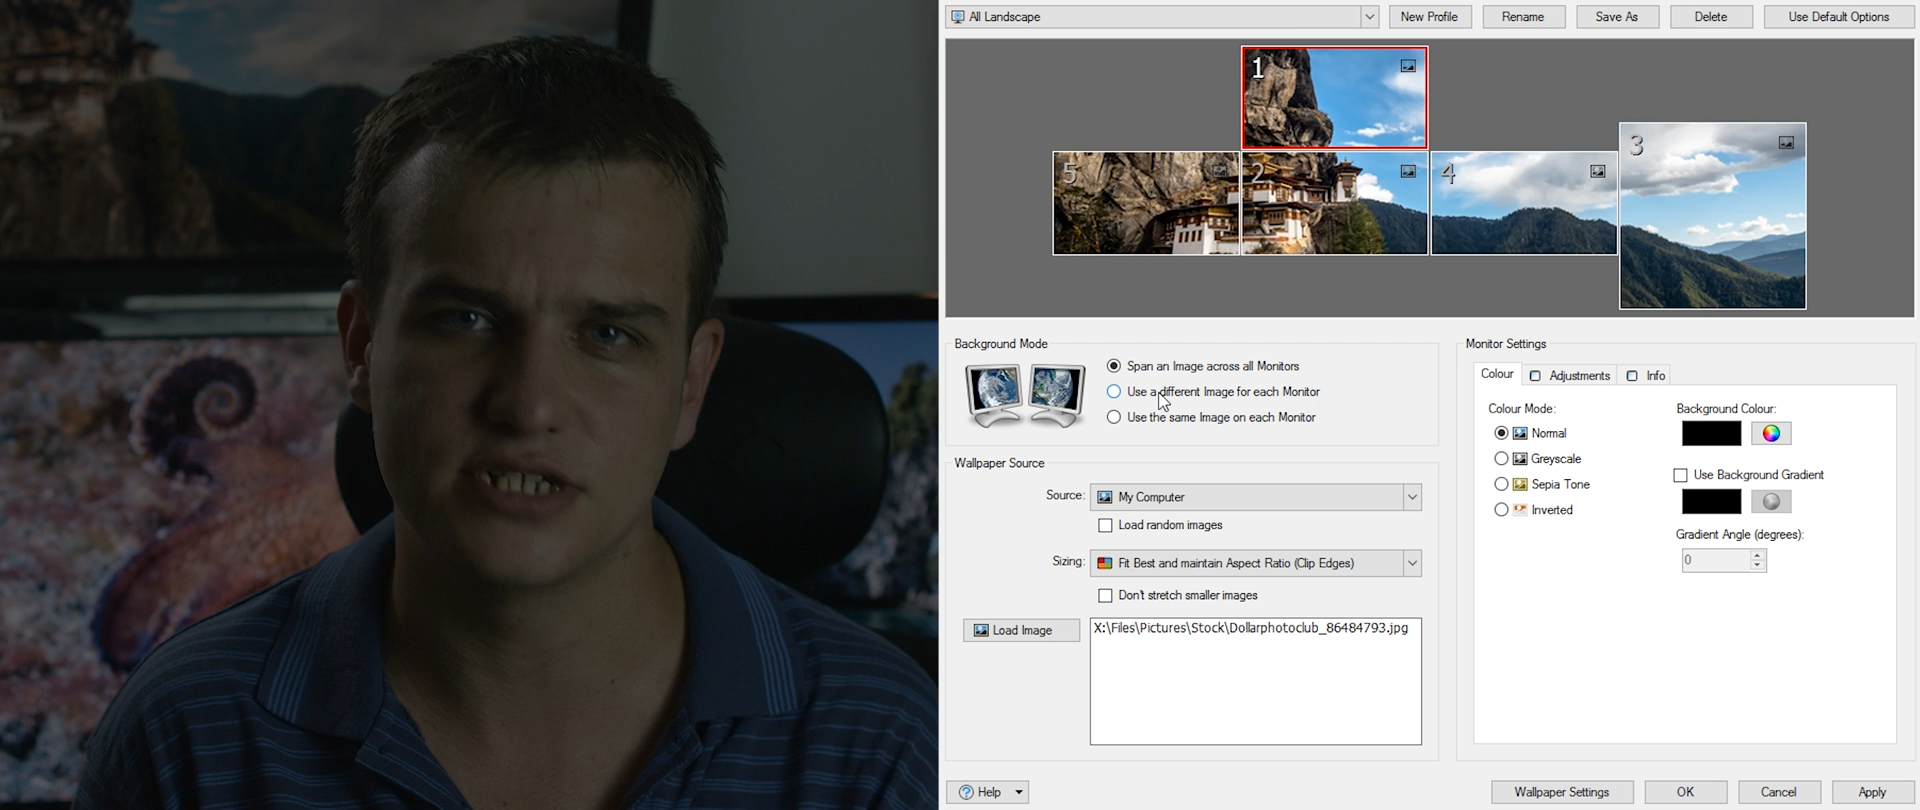 All Landscape
New Profile
Rename
Save As
Delete
Use Default Options
1
5
2
4
3
Background Mode
Span an Image across all Monitors
Use a different Image for each Monitor
Use the same Image on each Monitor
Wallpaper Source
Source: My Computer
Load random images
Sizing: Fit Best and maintain Aspect Ratio (Clip Edges)
Don't stretch smaller images
Load Image
X:\Files\Pictures\Stock\Dollarphotoclub_86484793.jpg
Monitor Settings
Colour
Adjustments
Info
Colour Mode:
Normal
Greyscale
Sepia Tone
Inverted
Background Colour:
Use Background Gradient
Gradient Angle (degrees):
0
Help
Wallpaper Settings
OK
Cancel
Apply